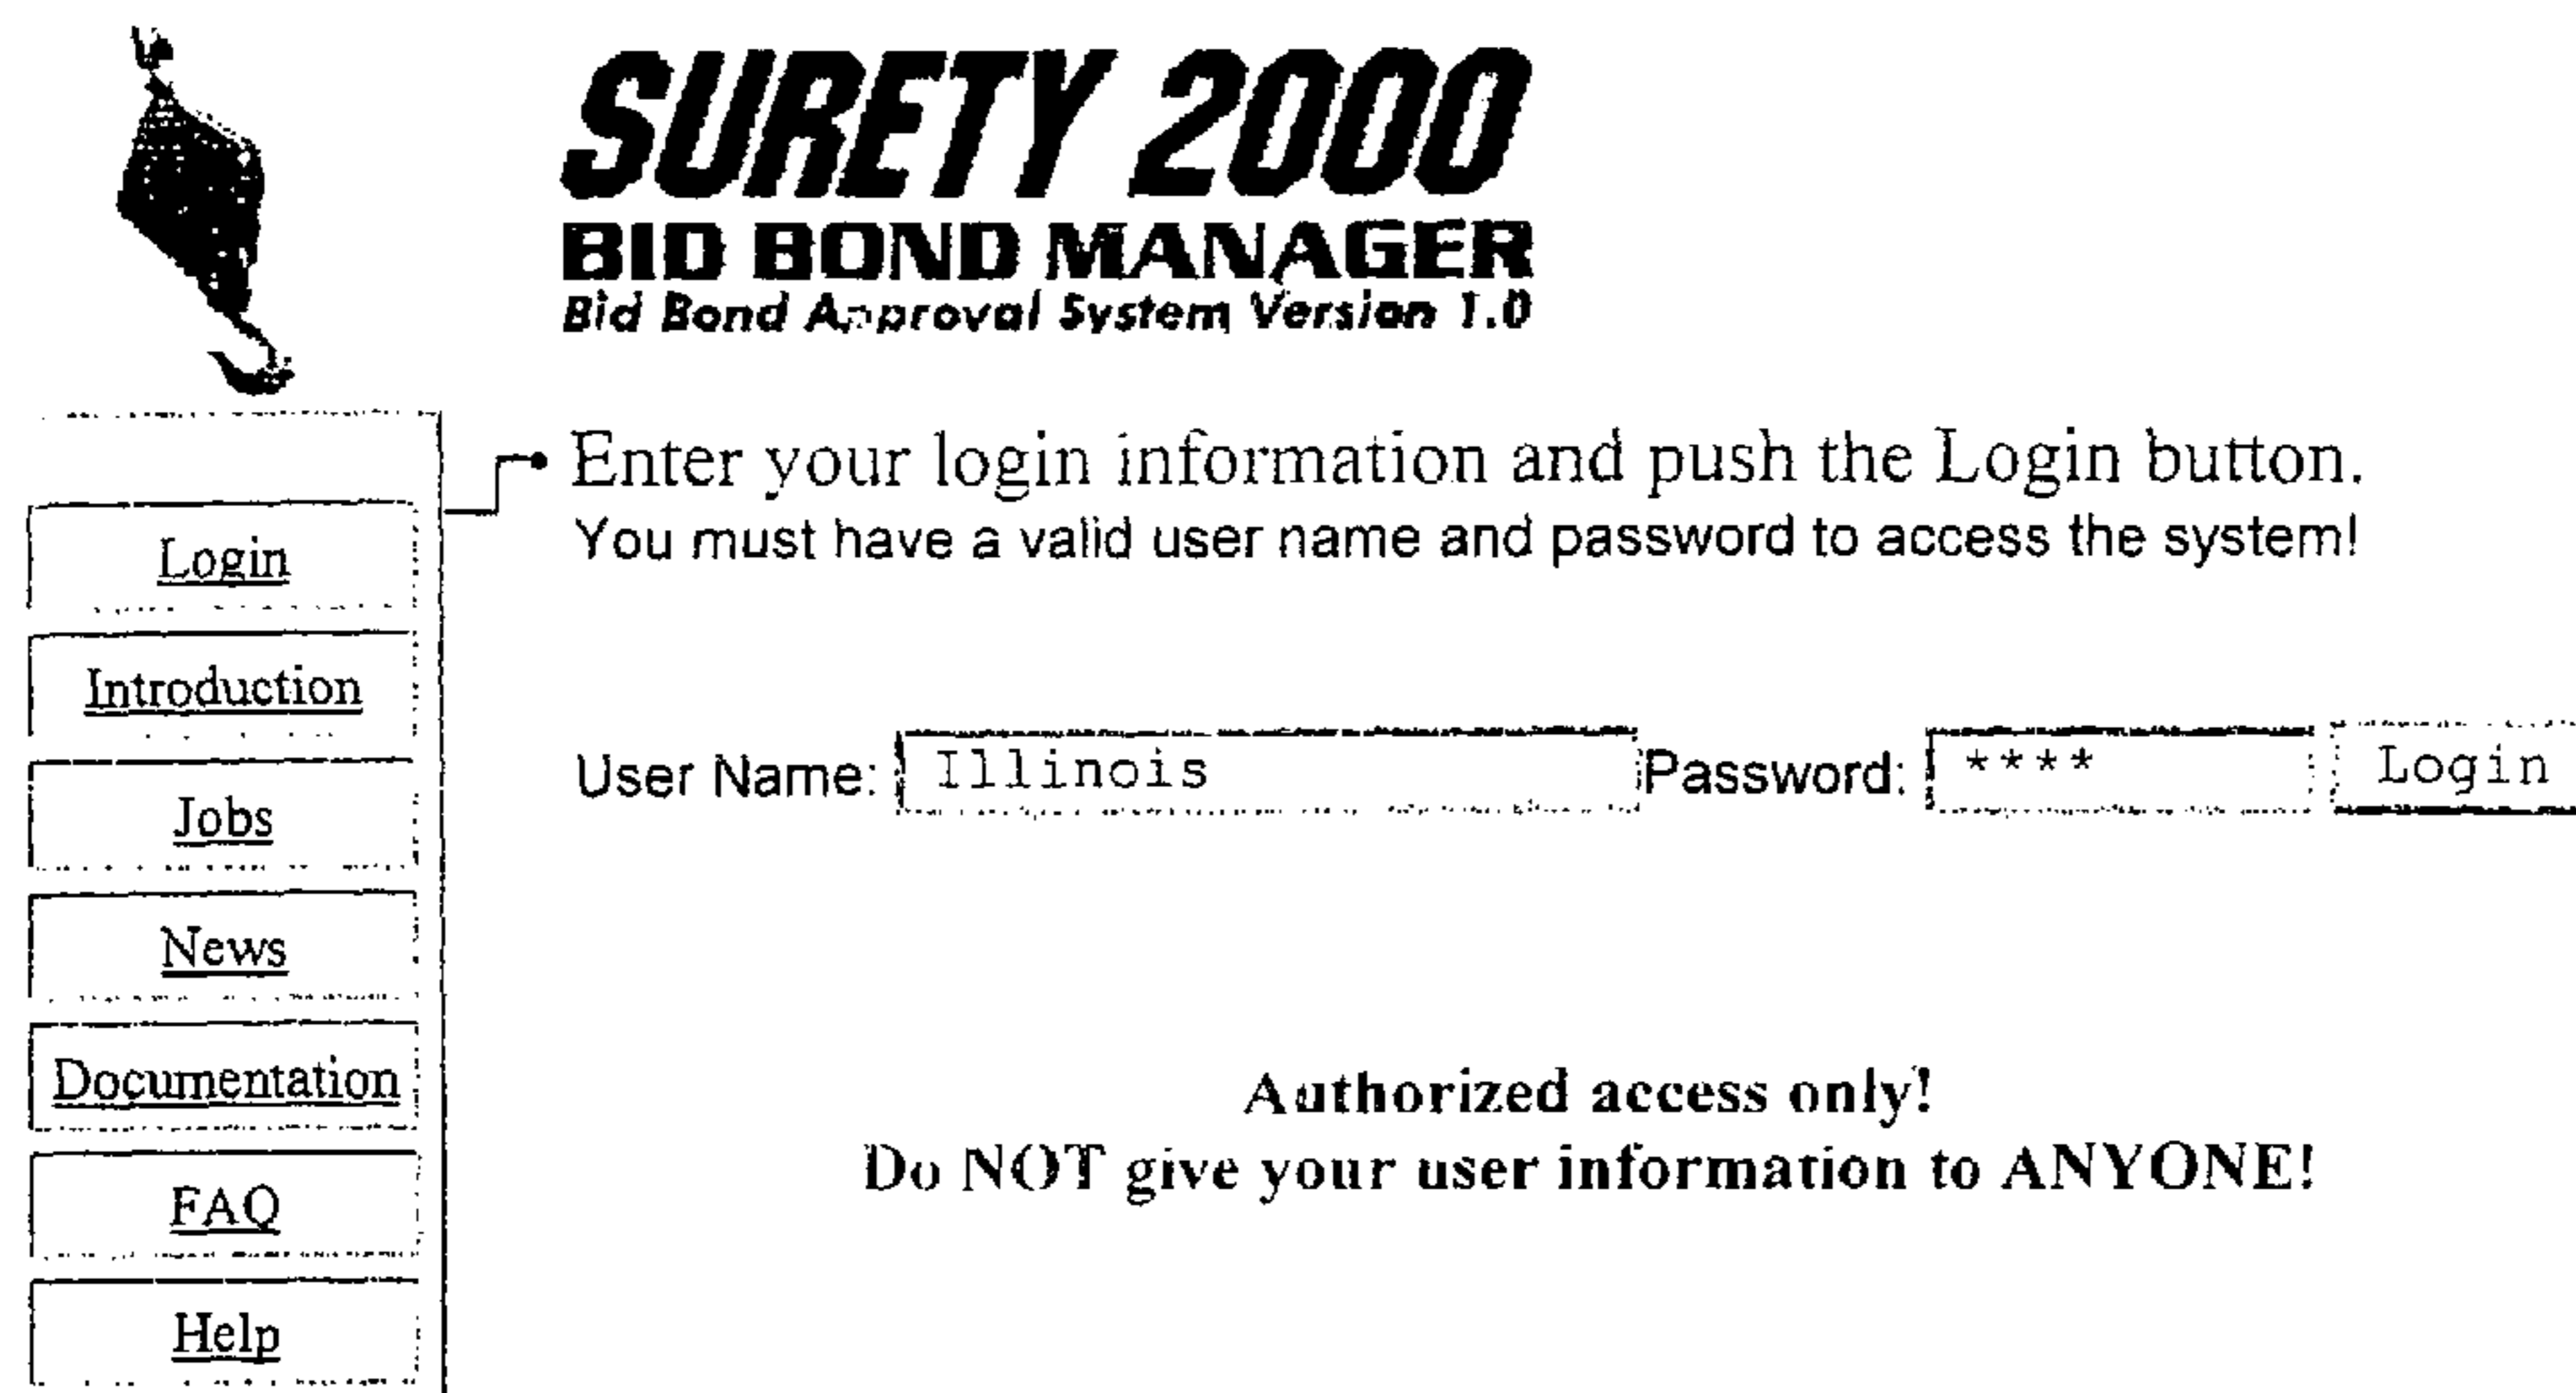 SURETY 2000
BID BOND MANAGER
Bid Bond Approval System Version 1.0
Enter your login information and push the Login button.
You must have a valid user name and password to access the system!
Login
Introduction
Jobs
News
Documentation
FAQ
Help
User Name: Illinois Password: **** Login
Authorized access only!
Do NOT give your user information to ANYONE!